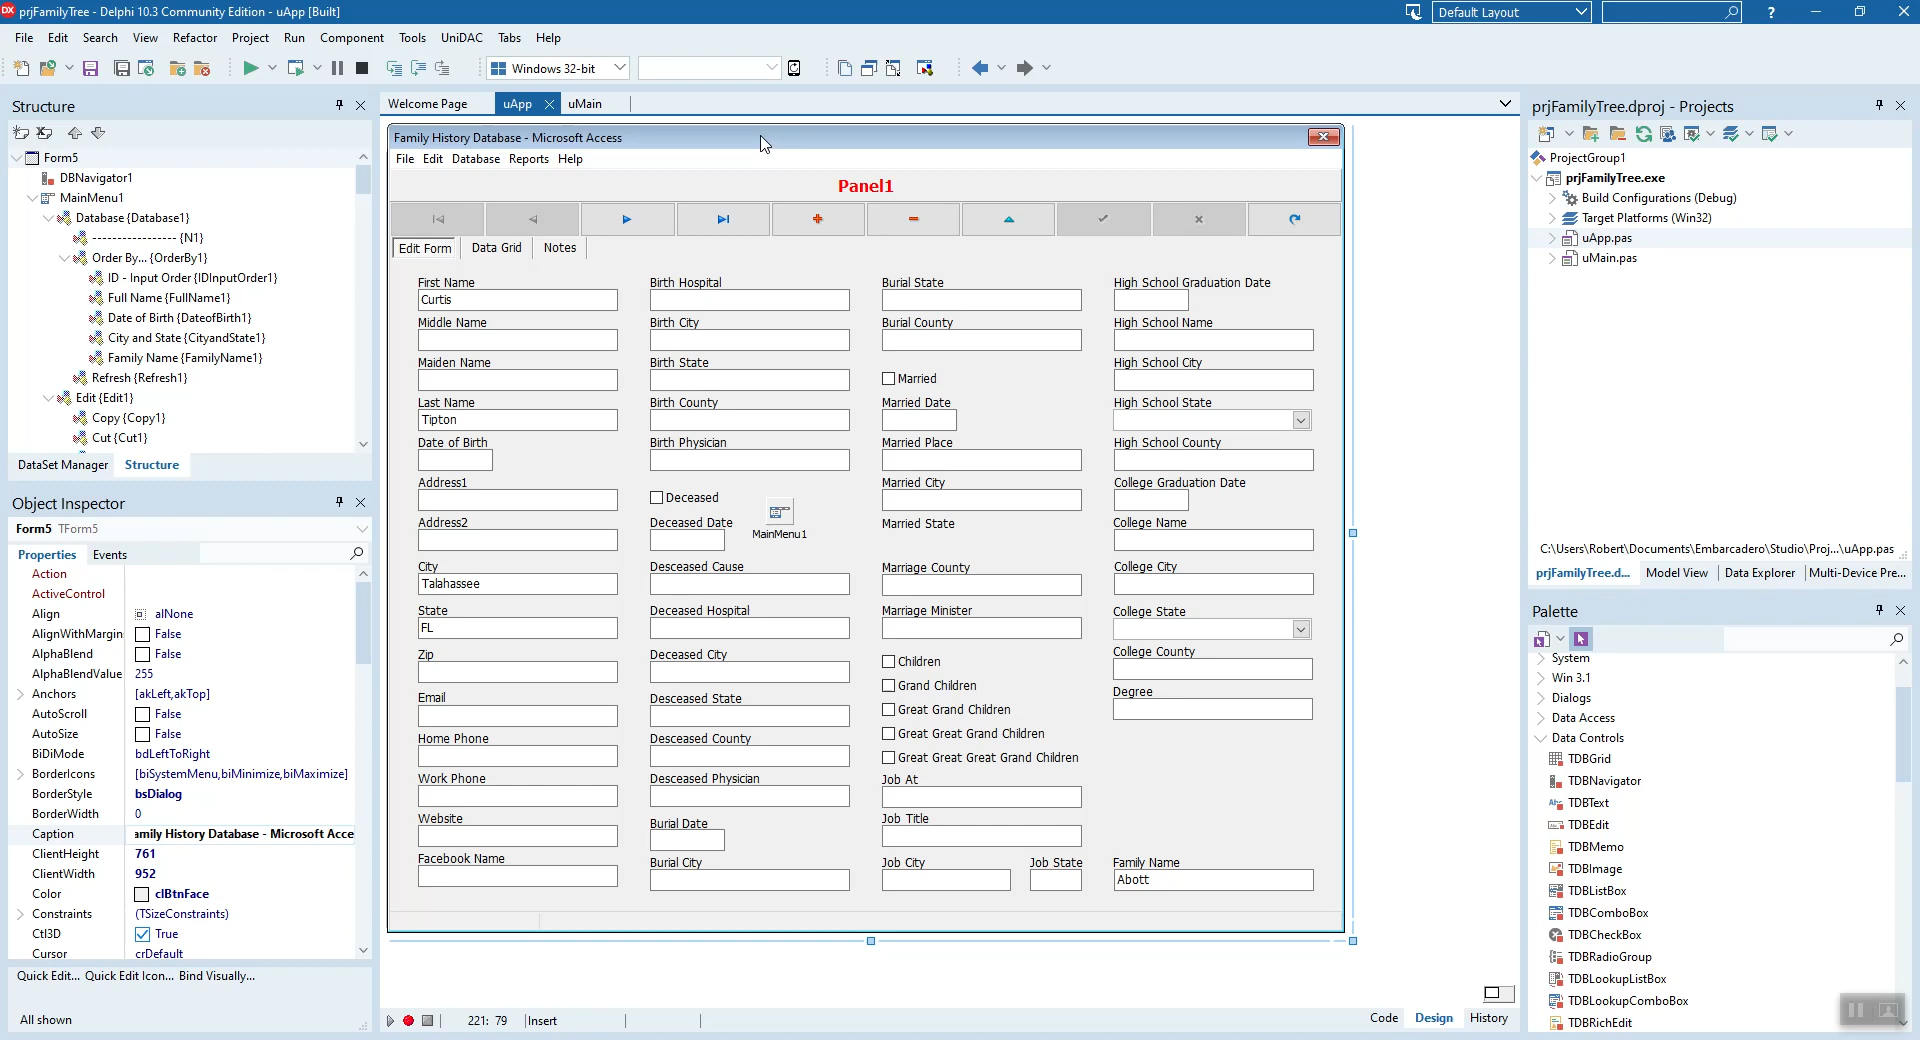 prjFamilyTree - Delphi 10.3 Community Edition - uApp [Built]
Default Layout
File Edit Search View Refactor Project Run Component Tools UniDAC Tabs Help
Windows 32-bit
Structure
Form5
DBNavigator1
MainMenu1
Database {Database1}
----------------- {N1}
Order By... {OrderBy1}
ID - Input Order {IDInputOrder1}
Full Name {FullName1}
Date of Birth {DateofBirth1}
City and State {CityandState1}
Family Name {FamilyName1}
Refresh {Refresh1}
Edit {Edit1}
Copy {Copy1}
Cut {Cut1}
DataSet Manager Structure
Object Inspector
Form5 TForm5
Properties Events
Action
ActiveControl
Align alNone
AlignWithMargin False
AlphaBlend False
AlphaBlendValue 255
Anchors [akLeft,akTop]
AutoScroll False
AutoSize False
BiDiMode bdLeftToRight
BorderIcons [biSystemMenu,biMinimize,biMaximize]
BorderStyle bsDialog
BorderWidth 0
Caption amily History Database - Microsoft Acce
ClientHeight 761
ClientWidth 952
Color clBtnFace
Constraints (TSizeConstraints)
Ctl3D True
Cursor crDefault
Quick Edit... Quick Edit Icon... Bind Visually...
All shown
Welcome Page uApp uMain
Family History Database - Microsoft Access
File Edit Database Reports Help
Panel1
Edit Form Data Grid Notes
First Name
Curtis
Middle Name
Maiden Name
Last Name
Tipton
Date of Birth
Address1
Address2
City
Talahassee
State
FL
Zip
Email
Home Phone
Work Phone
Website
Facebook Name
Birth Hospital
Birth City
Birth State
Birth County
Birth Physician
Deceased
Deceased Date
MainMenu1
Deceased Cause
Deceased Hospital
Deceased City
Desceased State
Desceased County
Desceased Physician
Burial Date
Burial City
Burial State
Burial County
Married
Married Date
Married Place
Married City
Married State
Marriage County
Marriage Minister
Children
Grand Children
Great Grand Children
Great Great Grand Children
Great Great Great Grand Children
Job At
Job Title
Job City Job State
High School Graduation Date
High School Name
High School City
High School State
High School County
College Graduation Date
College Name
College City
College State
College County
Degree
Family Name
Abott
221: 79 Insert
Code Design History
prjFamilyTree.dproj - Projects
ProjectGroup1
prjFamilyTree.exe
Build Configurations (Debug)
Target Platforms (Win32)
uApp.pas
uMain.pas
C:\Users\Robert\Documents\Embarcadero\Studio\Proj...\uApp.pas
prjFamilyTree.d... Model View Data Explorer Multi-Device Pre...
Palette
System
Win 3.1
Dialogs
Data Access
Data Controls
TDBGrid
TDBNavigator
TDBText
TDBEdit
TDBMemo
TDBImage
TDBListBox
TDBComboBox
TDBCheckBox
TDBRadioGroup
TDBLookupListBox
TDBLookupComboBox
TDBRichEdit